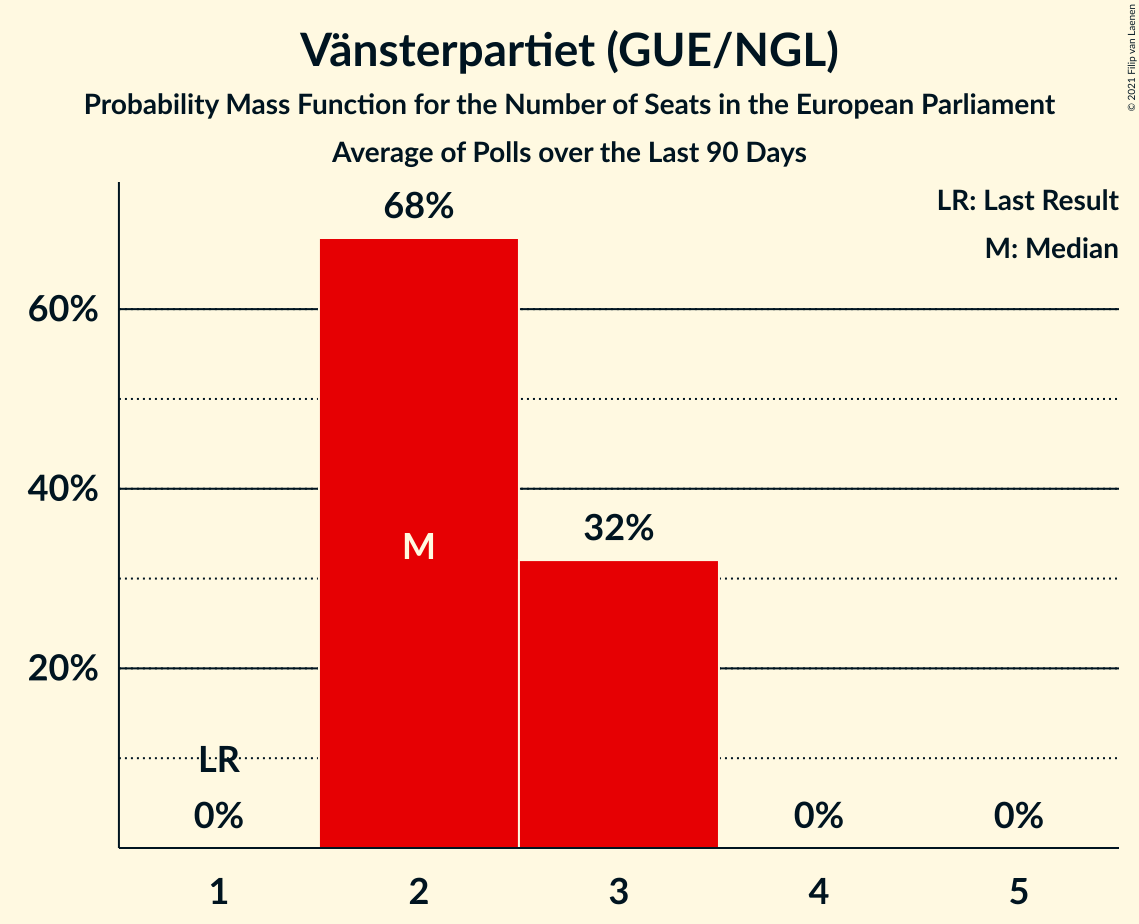 Vänsterpartiet (GUE/NGL)
Probability Mass Function for the Number of Seats in the European Parliament
Average of Polls over the Last 90 Days
© 2021 Filip van Laenen
LR: Last Result
M: Median
68%
60%
40%
32%
M
20%
LR
0%
0%
0%
1
2
3
4
5